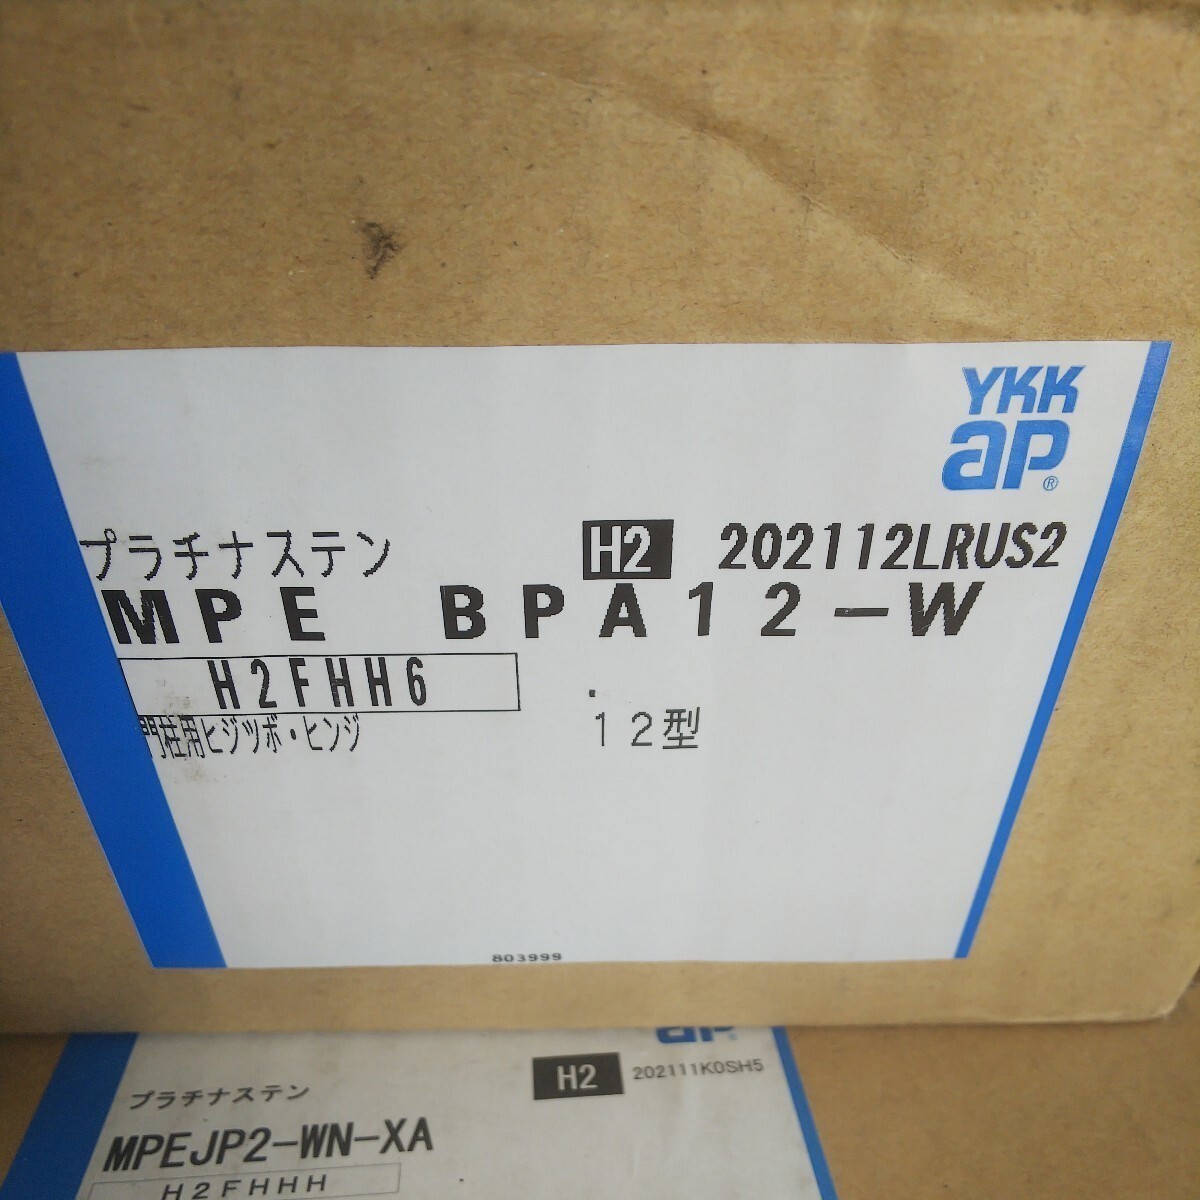 YKK
ap®
プラチナステン H2 202112LRUS2
MPE BPA12-W
H2FHH6
門柱用ヒジツボ・ヒンジ 12型
803999
ap
H2 202111K0SH5
プラチナステン
MPEJP2-WN-XA
H2FHHH